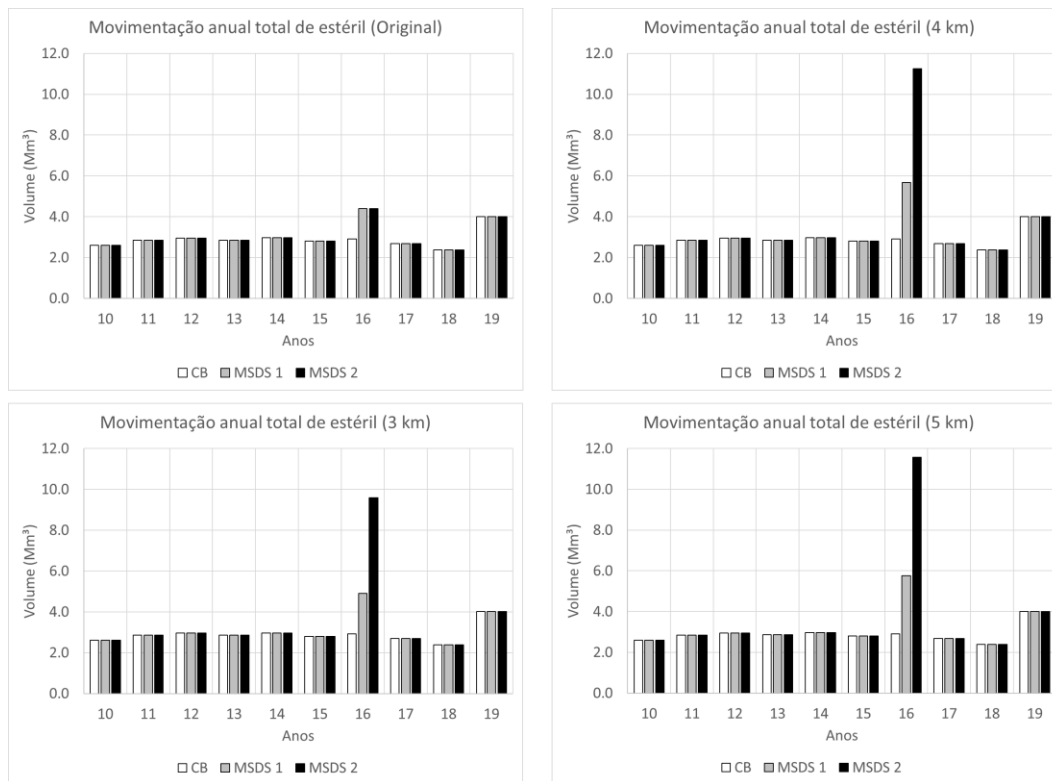 Movimentação anual total de estéril (Original)
12.0
10.0
8.0
6.0
4.0
2.0
0.0
Volume (Mm³)
10 11 12 13 14 15 16 17 18 19
Anos
CB MSDS 1 MSDS 2
Movimentação anual total de estéril (4 km)
12.0
10.0
8.0
6.0
4.0
2.0
0.0
Volume (Mm³)
10 11 12 13 14 15 16 17 18 19
Anos
CB MSDS 1 MSDS 2
Movimentação anual total de estéril (3 km)
12.0
10.0
8.0
6.0
4.0
2.0
0.0
Volume (Mm³)
10 11 12 13 14 15 16 17 18 19
Anos
CB MSDS 1 MSDS 2
Movimentação anual total de estéril (5 km)
12.0
10.0
8.0
6.0
4.0
2.0
0.0
Volume (Mm³)
10 11 12 13 14 15 16 17 18 19
Anos
CB MSDS 1 MSDS 2